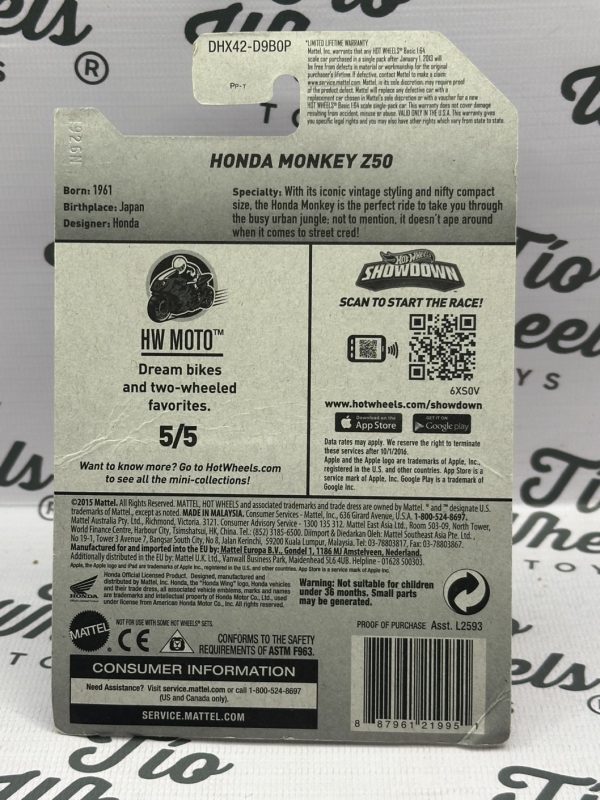 DHX42-D9B0P
PP-Y
*LIMITED LIFETIME WARRANTY
Mattel, Inc. warrants that any HOT WHEELS® Basic 1:64
scale car purchased in a single pack after January 1, 2013 will
be free from defects in material or workmanship for the original
purchaser's lifetime. If defective, contact Mattel to make a claim:
www.service.mattel.com. Mattel, in its sole discretion, may require proof
of the product defect. Mattel will replace any defective car with a
replacement car chosen in Mattel's sole discretion or with a voucher for a new
HOT WHEELS® Basic 1:64 scale single-pack car. This warranty does not cover damage
resulting from accident, misuse or abuse. VALID ONLY IN THE U.S.A. This warranty gives
you specific legal rights and you may also have other rights which vary from state to state.
HONDA MONKEY Z50
Born: 1961
Birthplace: Japan
Designer: Honda
Specialty: With its iconic vintage styling and nifty compact
size, the Honda Monkey is the perfect ride to take you through
the busy urban jungle; not to mention, it doesn't ape around
when it comes to street cred!
HW MOTO™
Dream bikes
and two-wheeled
favorites.
5/5
Want to know more? Go to HotWheels.com
to see all the mini-collections!
Hot Wheels
SHOWDOWN
SCAN TO START THE RACE!
6XS0V
www.hotwheels.com/showdown
Download on the
App Store
GET IT ON
Google play
Data rates may apply. We reserve the right to terminate
these services after 10/1/2016.
Apple and the Apple logo are trademarks of Apple, Inc.,
registered in the U.S. and other countries. App Store is a
service mark of Apple, Inc. Google Play is a trademark of
Google Inc.
©2015 Mattel. All Rights Reserved. MATTEL, HOT WHEELS and associated trademarks and trade dress are owned by Mattel. ® and ™ designate U.S.
trademarks of Mattel, except as noted. MADE IN MALAYSIA. Consumer Services - Mattel, Inc., 636 Girard Avenue, U.S.A. 1-800-524-8697.
Mattel Australia Pty. Ltd., Richmond, Victoria. 3121. Consumer Advisory Service - 1300 135 312. Mattel East Asia Ltd., Room 503-09, North Tower,
World Finance Centre, Harbour City, Tsimshatsui, HK, China. Tel.: (852) 3185-6500. Diimport & Diedarkan Oleh: Mattel Southeast Asia Pte. Ltd.,
No 19-1, Tower 3 Avenue 7, Bangsar South City, No 8, Jalan Kerinchi, 59200 Kuala Lumpur, Malaysia. Tel: 03-78803817, Fax: 03-78803867.
Manufactured for and imported into the EU by: Mattel Europa B.V., Gondel 1, 1186 MJ Amstelveen, Nederland.
Additionally distributed in the EU by: Mattel U.K. Ltd., Vanwall Business Park, Maidenhead SL6 4UB. Helpline - 01628 500303.
Apple, the Apple logo and iPad are trademarks of Apple, Inc., registered in the U.S. and other countries. App Store is a service mark of Apple Inc.
HONDA
Honda Official Licensed Product. Designed, manufactured and
distributed by Mattel, Inc. Honda, the "Honda Wing" logo, Honda vehicles
and their trade dress, all associated vehicle emblems, marks and names
are trademarks and intellectual property of Honda Motor Co., Ltd., used
under license from American Honda Motor Co., Inc. All rights reserved.
Warning: Not suitable for children
under 36 months. Small parts
may be generated.
MATTEL
NOT FOR USE WITH SOME HOT WHEELS® SETS.
CE
0-3
CONFORMS TO THE SAFETY
REQUIREMENTS OF ASTM F963.
PROOF OF PURCHASE Asst. L2593
CONSUMER INFORMATION
Need Assistance? Visit service.mattel.com or call 1-800-524-8697
(US and Canada only).
SERVICE.MATTEL.COM
8 87961 21995 1
Tio
Wheels
TOYS